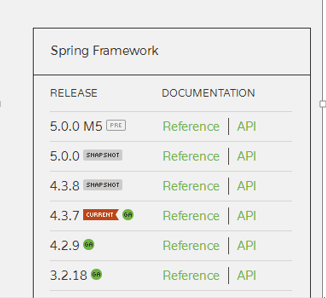 Spring Framework
RELEASE DOCUMENTATION
5.0.0 M5 PRE Reference | API
5.0.0 SNAPSHOT Reference | API
4.3.8 SNAPSHOT Reference | API
4.3.7 CURRENT GA Reference | API
4.2.9 GA Reference | API
3.2.18 GA Reference | API